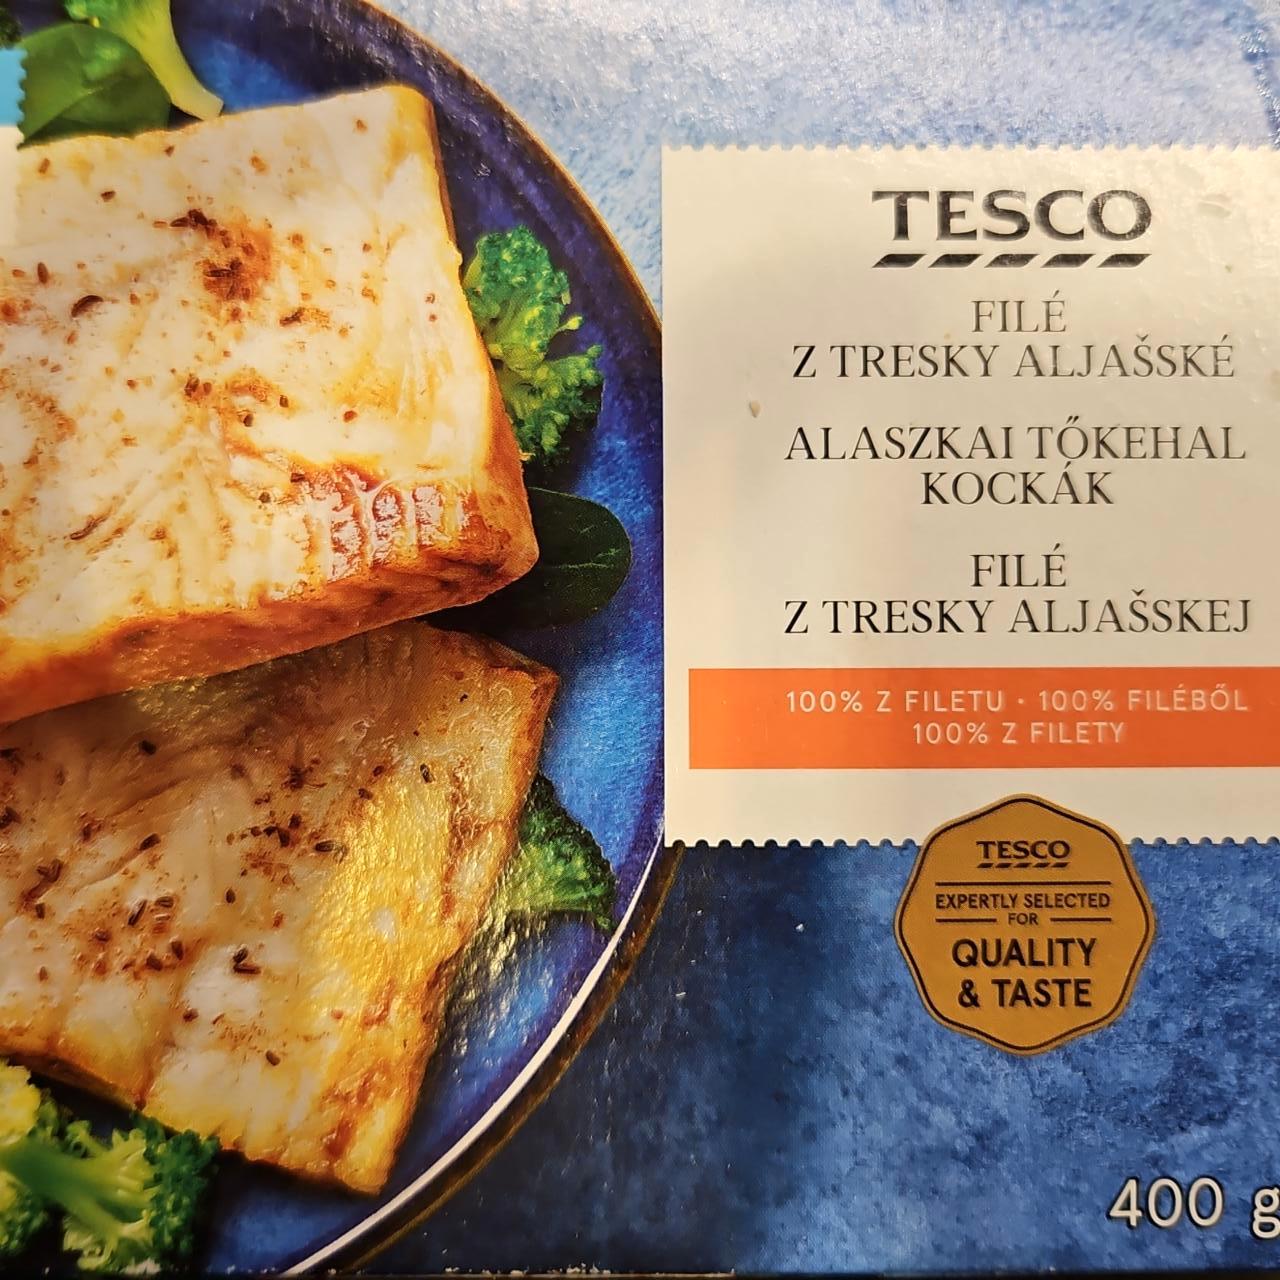 TESCO
FILÉ
Z TRESKY ALJAŠSKÉ
ALASZKAI TŐKEHAL
KOCKÁK
FILÉ
Z TRESKY ALJAŠSKEJ
100% Z FILETU · 100% FILÉBŐL
100% Z FILETY
TESCO
EXPERTLY SELECTED
FOR
QUALITY
& TASTE
400 g